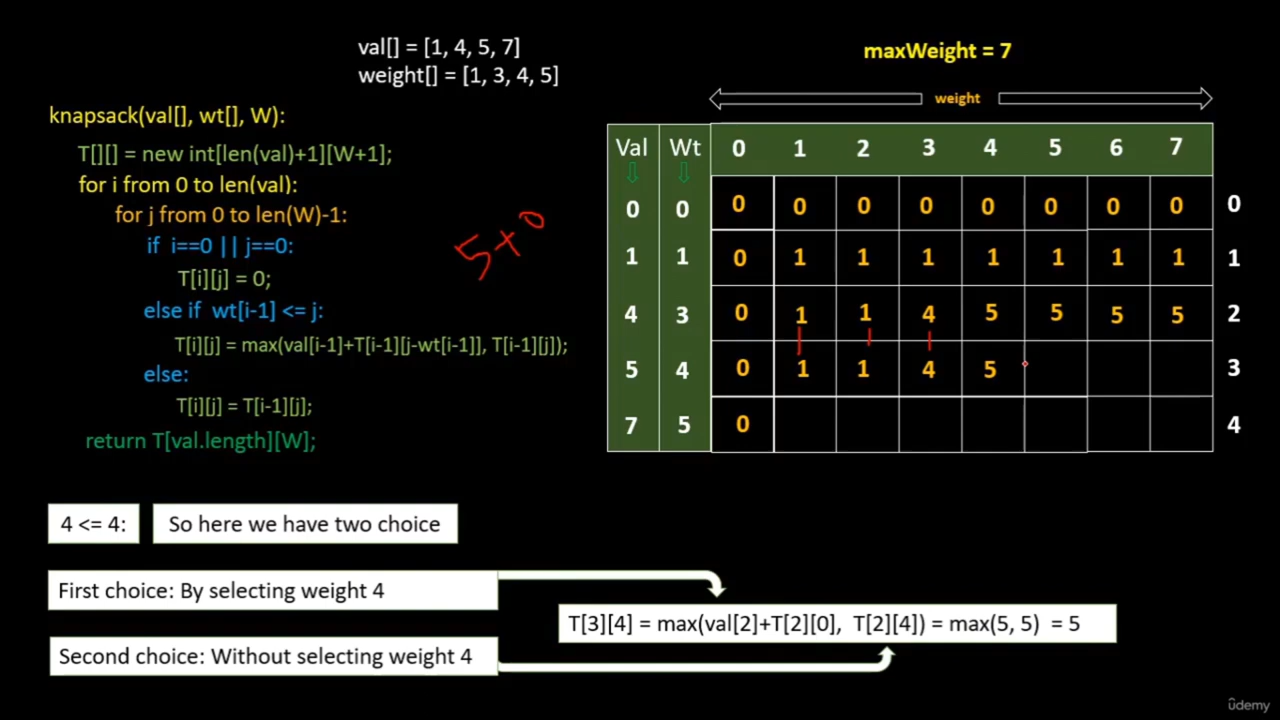 val[] = [1, 4, 5, 7]
weight[] = [1, 3, 4, 5]
maxWeight = 7
weight
knapsack(val[], wt[], W):
T[][] = new int[len(val)+1][W+1];
for i from 0 to len(val):
for j from 0 to len(W)-1:
if i==0 || j==0:
T[i][j] = 0;
else if wt[i-1] <= j:
T[i][j] = max(val[i-1]+T[i-1][j-wt[i-1]], T[i-1][j]);
else:
T[i][j] = T[i-1][j];
return T[val.length][W];
5+0
Val Wt 0 1 2 3 4 5 6 7
0 0 0 0 0 0 0 0 0 0 0
1 1 0 1 1 1 1 1 1 1 1
4 3 0 1 1 4 5 5 5 5 2
5 4 0 1 1 4 5 3
7 5 0 4
4 <= 4:
So here we have two choice
First choice: By selecting weight 4
T[3][4] = max(val[2]+T[2][0], T[2][4]) = max(5, 5) = 5
Second choice: Without selecting weight 4
ûdemy